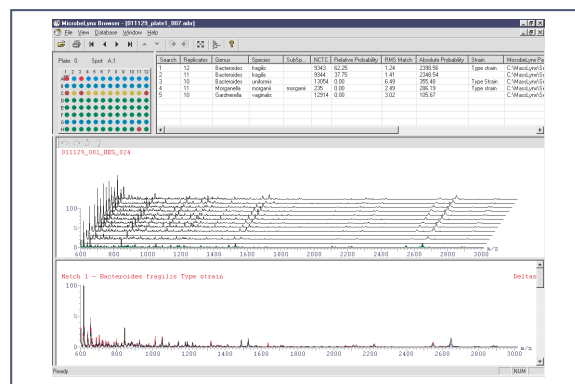 MicrobeLynx Browser - [011129_plate1_007.mbr]
File View Database Window Help
Plate: 0 Spot A,1
1 2 3 4 5 6 7 8 9 10 11 12
Search Replicates Genus Species SubSp... NCTC Relative Probability RMS Match Absolute Probability Strain MicrobeLynx Pa
1 12 Bacteroides fragilis 9343 62.25 1.24 2398.56 Type strain C:\MassLynx\Se
2 11 Bacteroides fragilis 9344 37.75 1.41 2348.54 C:\MassLynx\Se
3 10 Bacteroides uniformis 13054 0.00 6.49 355.48 Type Strain C:\MassLynx\Se
4 11 Morganella morganii morganii 235 0.00 2.49 286.19 Type strain C:\MassLynx\Se
5 10 Gardnerella vaginalis 12914 0.00 3.02 105.67 C:\MassLynx\Se
011129_001_NES_024
100
%
0
600 800 1000 1200 1400 1600 1800 2000 2200 2400 2600 2800 3000 m/z
Match 1 - Bacteroides fragilis Type strain Deltas
100
%
0
600 800 1000 1200 1400 1600 1800 2000 2200 2400 2600 2800 3000 m/z
Ready NUM